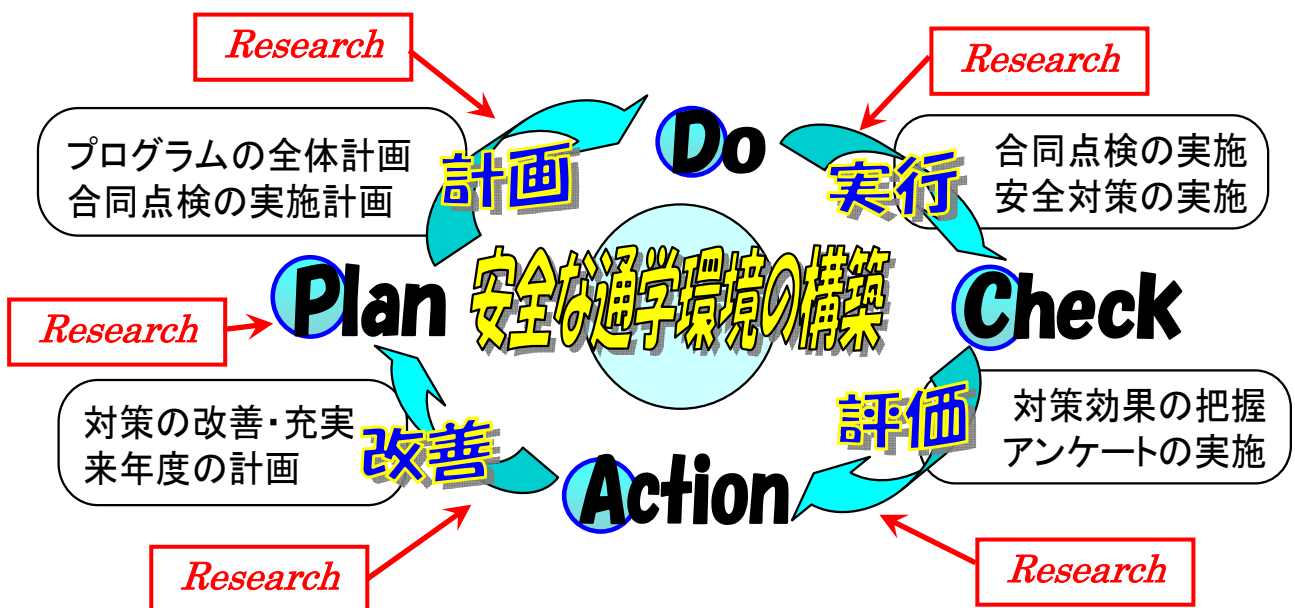 Research
Research
プログラムの全体計画
合同点検の実施計画
計画
Do
実行
合同点検の実施
安全対策の実施
Plan
安全な通学環境の構築
Check
Research
対策の改善・充実
来年度の計画
改善
Action
評価
対策効果の把握
アンケートの実施
Research
Research